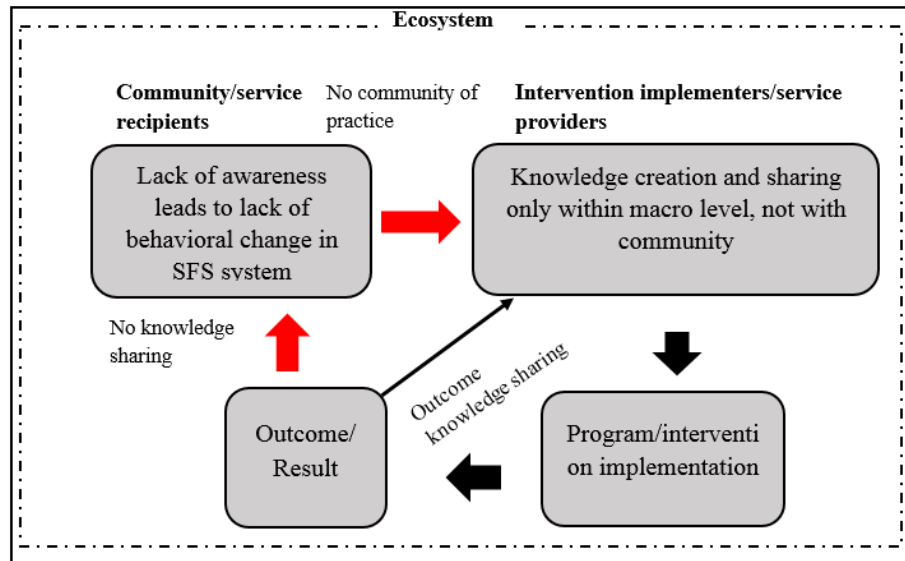 Ecosystem
Community/service
recipients
No community of
practice
Intervention implementers/service
providers
Lack of awareness
leads to lack of
behavioral change in
SFS system
Knowledge creation and sharing
only within macro level, not with
community
No knowledge
sharing
Outcome
knowledge sharing
Outcome/
Result
Program/interventi
on implementation